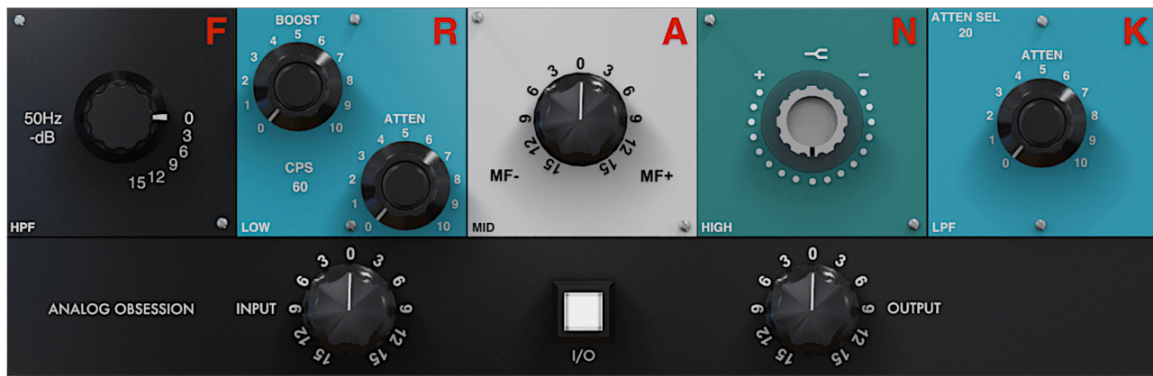 F
50Hz
-dB
0
3
6
9
12
15
HPF
R
BOOST
0 1 2 3 4 5 6 7 8 9 10
ATTEN
0 1 2 3 4 5 6 7 8 9 10
CPS
60
LOW
A
15 12 9 6 3 0 3 6 9 12 15
MF-
MF+
MID
N
+
-
HIGH
K
ATTEN SEL
20
ATTEN
0 1 2 3 4 5 6 7 8 9 10
LPF
ANALOG OBSESSION
INPUT
15 12 9 6 3 0 3 6 9 12 15
I/O
15 12 9 6 3 0 3 6 9 12 15
OUTPUT